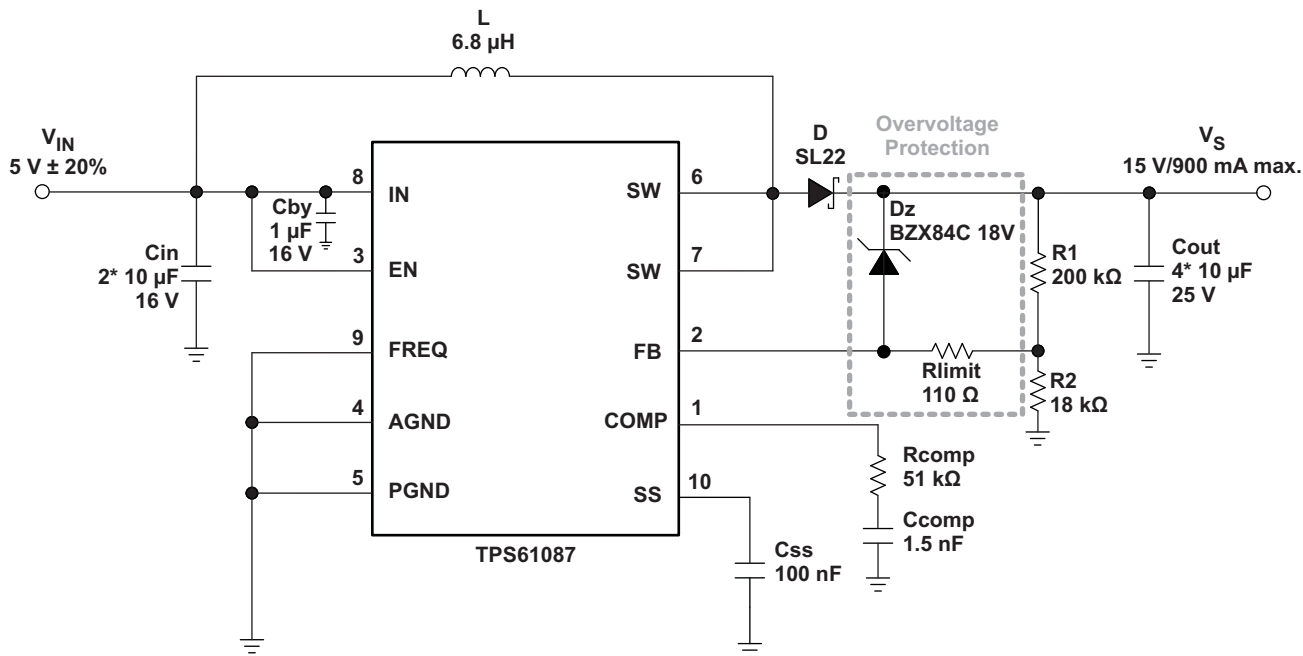 L
6.8 µH
V_IN
5 V ± 20%
Cin
2* 10 µF
16 V
Cby
1 µF
16 V
8
IN
3
EN
9
FREQ
4
AGND
5
PGND
TPS61087
6
SW
7
SW
2
FB
1
COMP
10
SS
D
SL22
Overvoltage
Protection
Dz
BZX84C 18V
Rlimit
110 Ω
R1
200 kΩ
R2
18 kΩ
V_S
15 V/900 mA max.
Cout
4* 10 µF
25 V
Rcomp
51 kΩ
Ccomp
1.5 nF
Css
100 nF